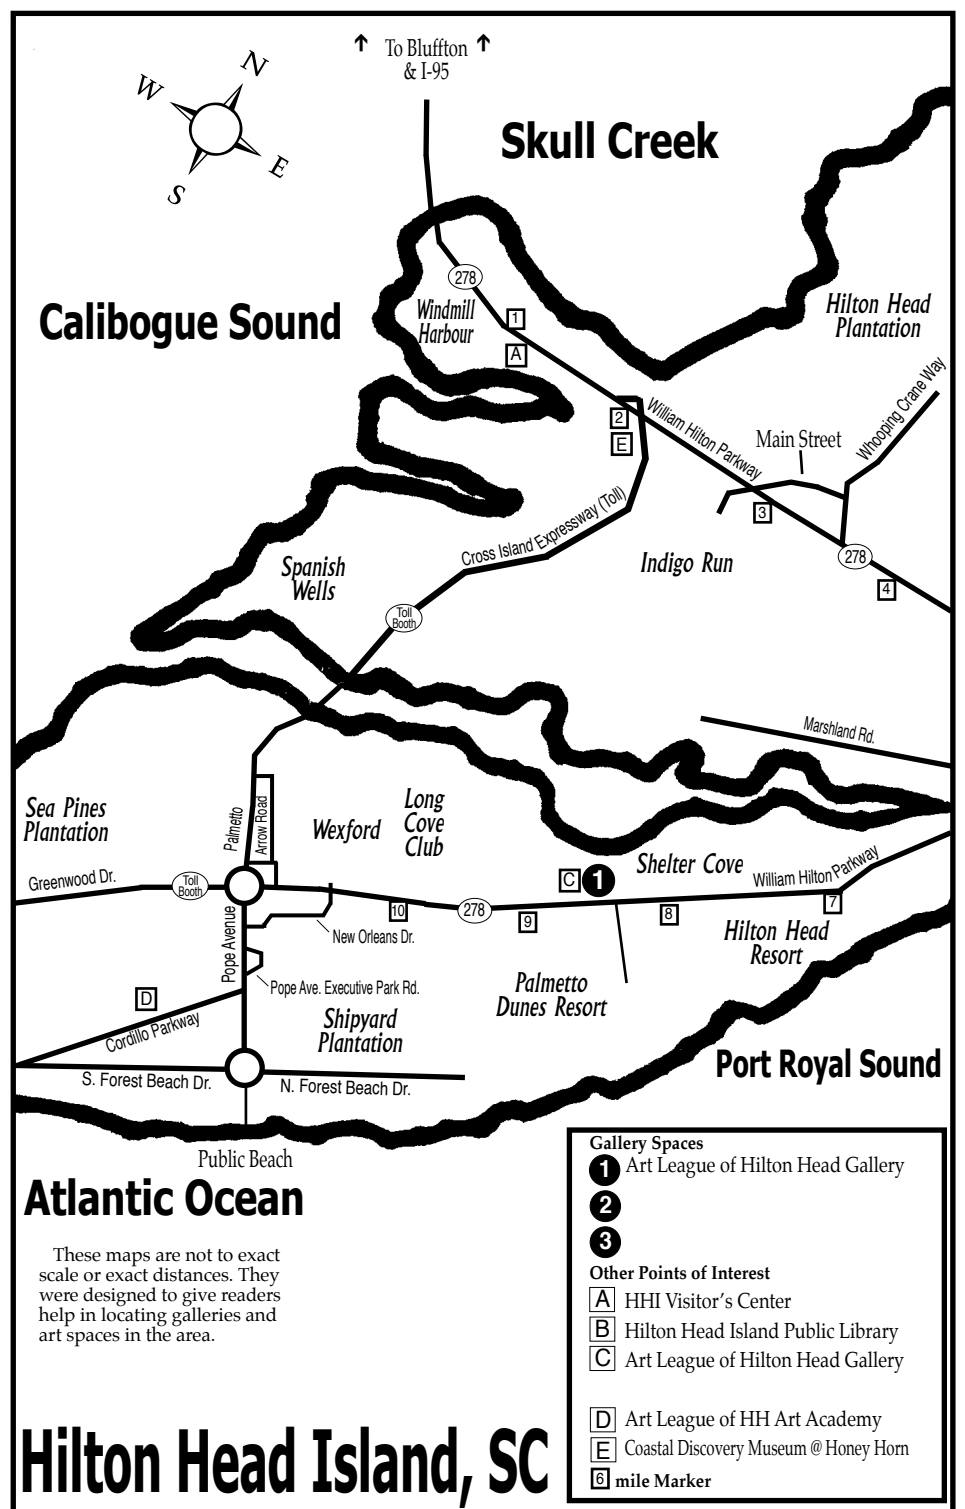 To Bluffton
& I-95
N
W
E
S
Skull Creek
278
Calibogue Sound
Windmill
Harbour
1
A
Hilton Head
Plantation
2
E
William Hilton Parkway
Main Street
Whooping Crane Way
3
Cross Island Expressway (Toll)
Indigo Run
278
4
Spanish
Wells
Toll
Booth
Marshland Rd.
Sea Pines
Plantation
Palmetto
Arrow Road
Wexford
Long
Cove
Club
Shelter Cove
C
1
William Hilton Parkway
Greenwood Dr.
Toll
Booth
10
278
9
8
7
Pope Avenue
New Orleans Dr.
Hilton Head
Resort
Pope Ave. Executive Park Rd.
Palmetto
Dunes Resort
D
Cordillo Parkway
Shipyard
Plantation
Port Royal Sound
S. Forest Beach Dr.
N. Forest Beach Dr.
Public Beach
Atlantic Ocean
These maps are not to exact
scale or exact distances. They
were designed to give readers
help in locating galleries and
art spaces in the area.
Gallery Spaces
1 Art League of Hilton Head Gallery
2
3
Other Points of Interest
A HHI Visitor's Center
B Hilton Head Island Public Library
C Art League of Hilton Head Gallery
D Art League of HH Art Academy
E Coastal Discovery Museum @ Honey Horn
6 mile Marker
Hilton Head Island, SC